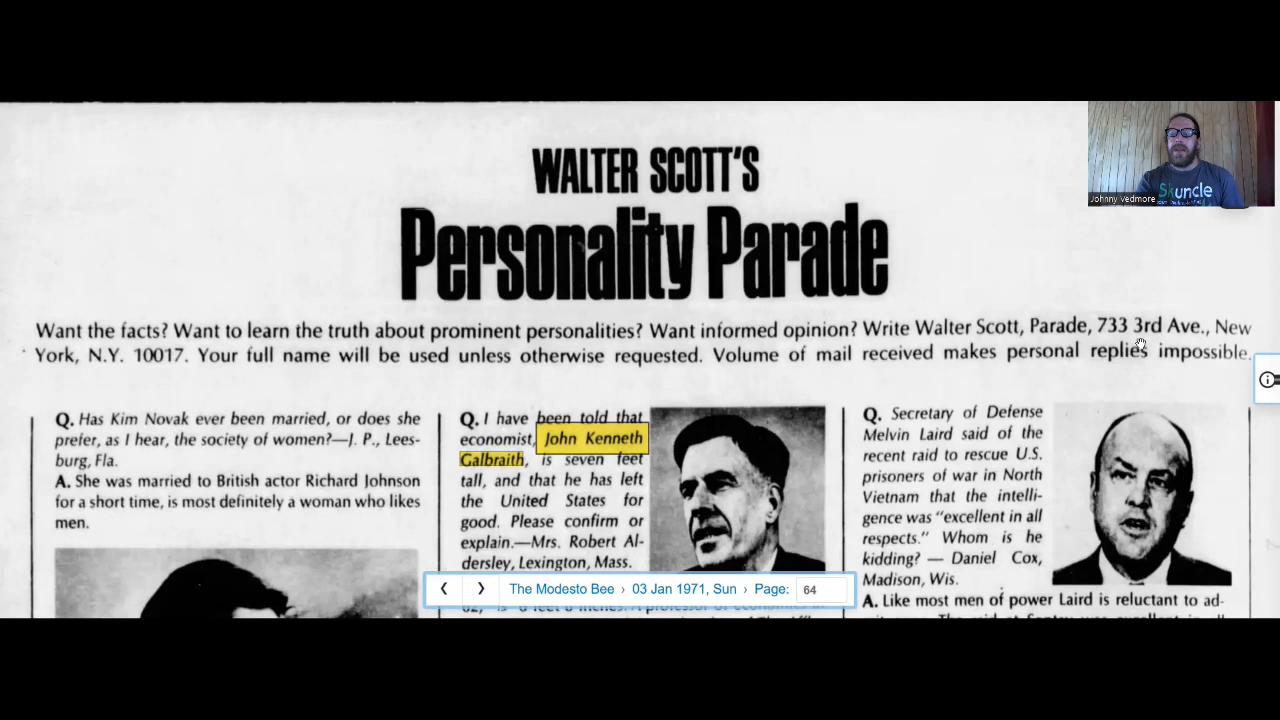 WALTER SCOTT'S
Personality Parade
Want the facts? Want to learn the truth about prominent personalities? Want informed opinion? Write Walter Scott, Parade, 733 3rd Ave., New
York, N.Y. 10017. Your full name will be used unless otherwise requested. Volume of mail received makes personal replies impossible.
Q. Has Kim Novak ever been married, or does she
prefer, as I hear, the society of women?—J. P., Lees-
burg, Fla.
A. She was married to British actor Richard Johnson
for a short time, is most definitely a woman who likes
men.
Q. I have been told that
economist, John Kenneth
Galbraith, is seven feet
tall, and that he has left
the United States for
good. Please confirm or
explain.—Mrs. Robert Al-
dersley, Lexington, Mass.
Q. Secretary of Defense
Melvin Laird said of the
recent raid to rescue U.S.
prisoners of war in North
Vietnam that the intelli-
gence was "excellent in all
respects." Whom is he
kidding? — Daniel Cox,
Madison, Wis.
A. Like most men of power Laird is reluctant to ad-
The Modesto Bee › 03 Jan 1971, Sun › Page: 64
Skuncle
Johnny Vedmore